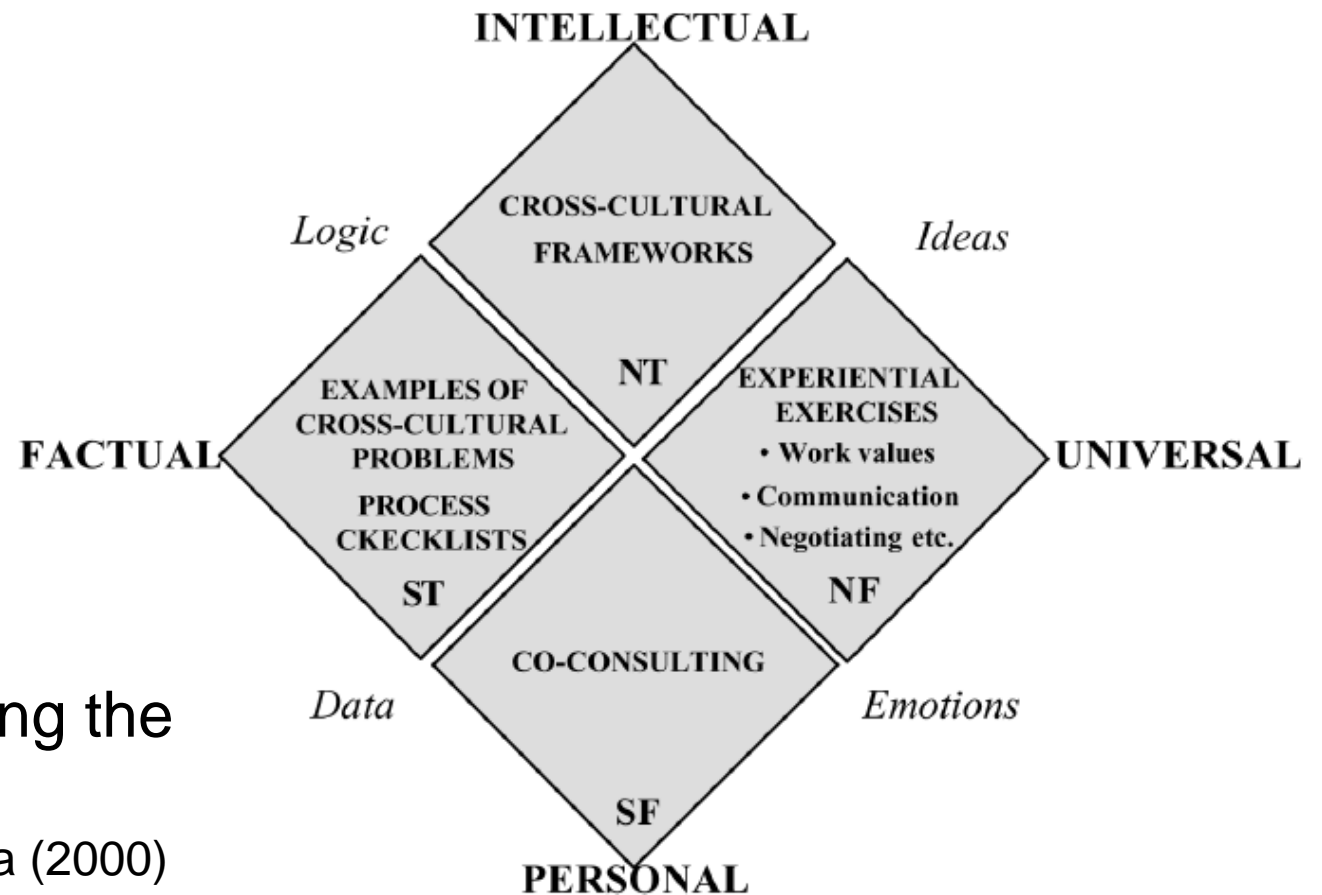 INTELLECTUAL
CROSS-CULTURAL
FRAMEWORKS
NT
Logic
Ideas
EXAMPLES OF
CROSS-CULTURAL
PROBLEMS
PROCESS
CKECKLISTS
ST
EXPERIENTIAL
EXERCISES
• Work values
• Communication
• Negotiating etc.
NF
FACTUAL
UNIVERSAL
CO-CONSULTING
SF
Data
Emotions
PERSONAL
the
(2000)